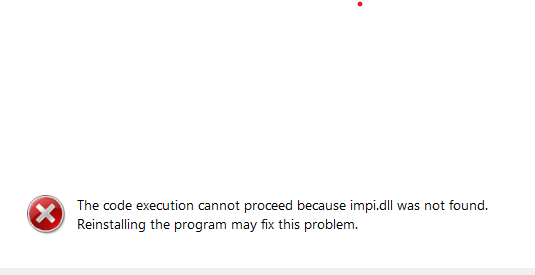 The code execution cannot proceed because impi.dll was not found.
Reinstalling the program may fix this problem.